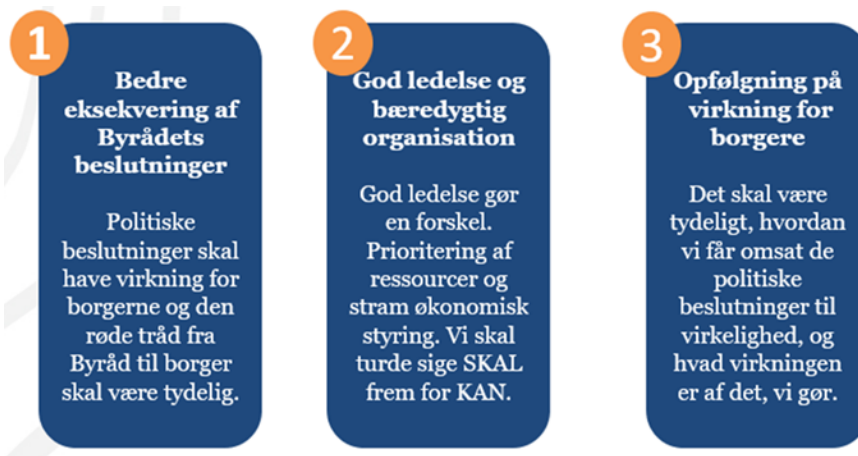 1
Bedre
eksekvering af
Byrådets
beslutninger
Politiske
beslutninger skal
have virkning for
borgerne og den
røde tråd fra
Byråd til borger
skal være tydelig.
2
God ledelse og
bæredygtig
organisation
God ledelse gør
en forskel.
Prioritering af
ressourcer og
stram økonomisk
styring. Vi skal
turde sige SKAL
frem for KAN.
3
Opfølgning på
virkning for
borgere
Det skal være
tydeligt, hvordan
vi får omsat de
politiske
beslutninger til
virkelighed, og
hvad virkningen
er af det, vi gør.